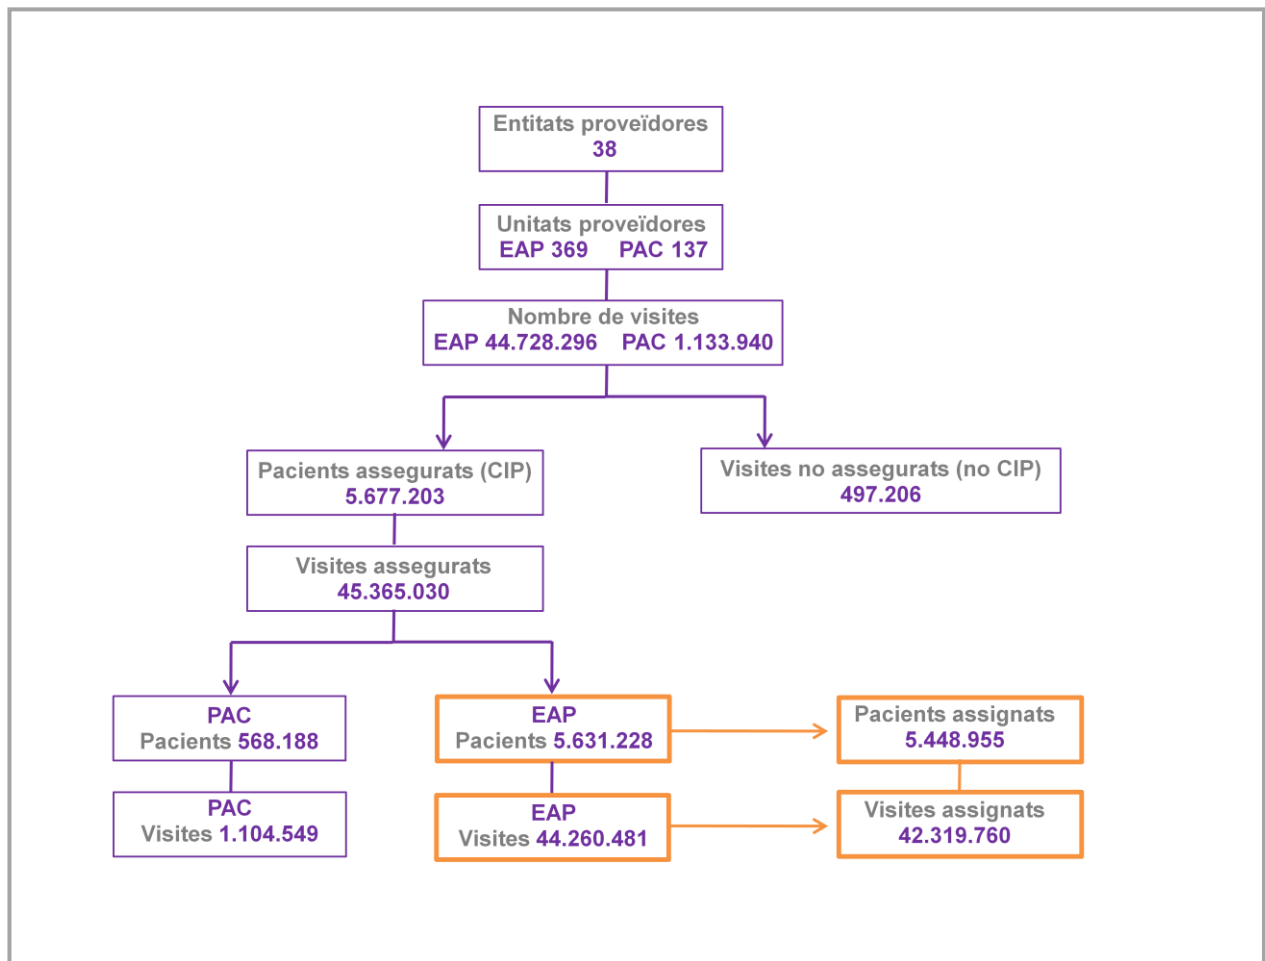 Entitats proveïdores
38
Unitats proveïdores
EAP 369 PAC 137
Nombre de visites
EAP 44.728.296 PAC 1.133.940
Pacients assegurats (CIP)
5.677.203
Visites no assegurats (no CIP)
497.206
Visites assegurats
45.365.030
PAC
Pacients 568.188
EAP
Pacients 5.631.228
Pacients assignats
5.448.955
PAC
Visites 1.104.549
EAP
Visites 44.260.481
Visites assignats
42.319.760